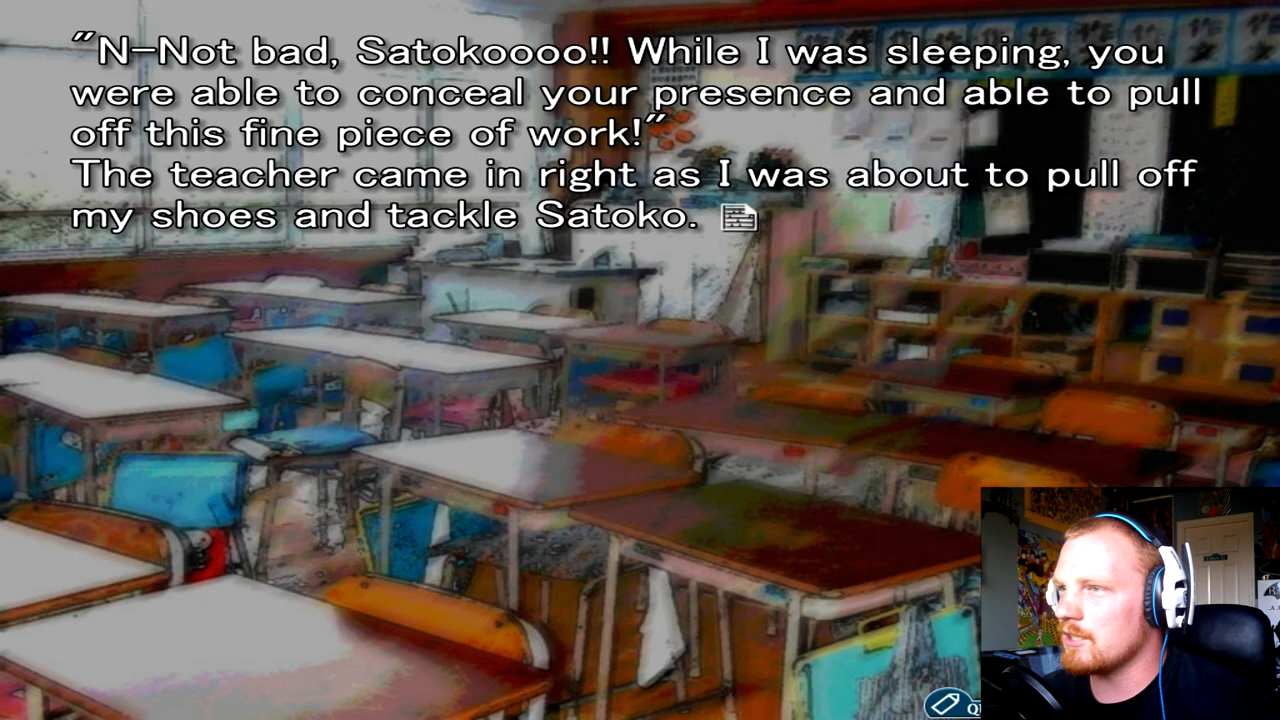 "N-Not bad, Satokoooo!! While I was sleeping, you
were able to conceal your presence and able to pull
off this fine piece of work!"
The teacher came in right as I was about to pull off
my shoes and tackle Satoko.